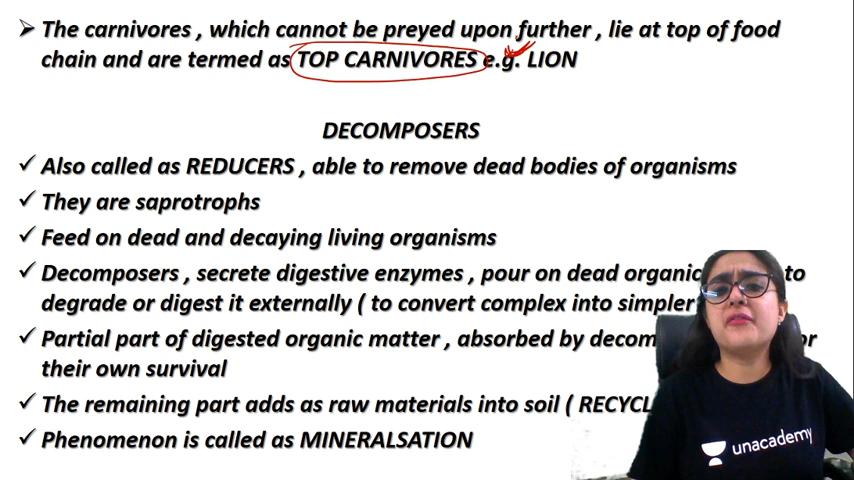 ➢ The carnivores , which cannot be preyed upon further , lie at top of food
chain and are termed as TOP CARNIVORES e.g. LION
DECOMPOSERS
✓ Also called as REDUCERS , able to remove dead bodies of organisms
✓ They are saprotrophs
✓ Feed on dead and decaying living organisms
✓ Decomposers , secrete digestive enzymes , pour on dead organic to
degrade or digest it externally ( to convert complex into simpler
✓ Partial part of digested organic matter , absorbed by
their own survival
✓ The remaining part adds as raw materials into soil (
✓ Phenomenon is called as MINERALSATION
unacademy